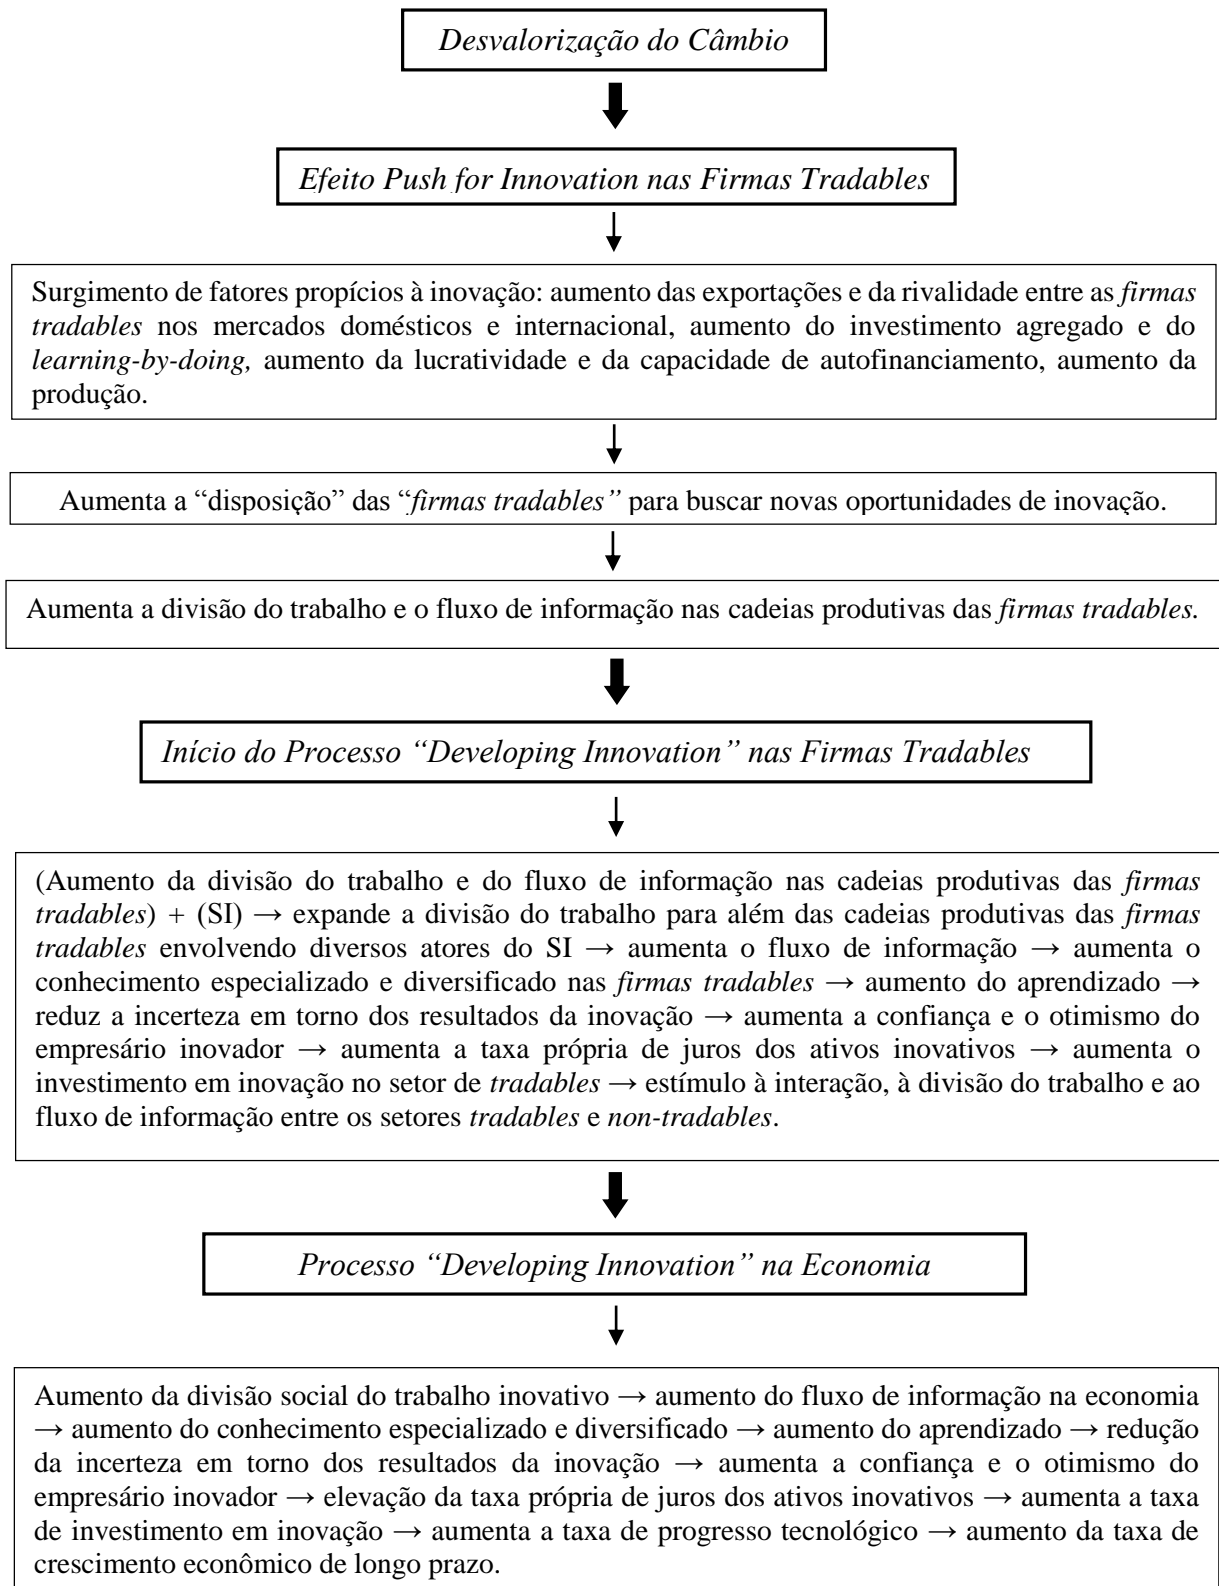 Desvalorização do Câmbio
Efeito Push for Innovation nas Firmas Tradables
Surgimento de fatores propícios à inovação: aumento das exportações e da rivalidade entre as firmas
tradables nos mercados domésticos e internacional, aumento do investimento agregado e do
learning-by-doing, aumento da lucratividade e da capacidade de autofinanciamento, aumento da
produção.
Aumenta a “disposição” das “firmas tradables” para buscar novas oportunidades de inovação.
Aumenta a divisão do trabalho e o fluxo de informação nas cadeias produtivas das firmas tradables.
Início do Processo “Developing Innovation” nas Firmas Tradables
(Aumento da divisão do trabalho e do fluxo de informação nas cadeias produtivas das firmas
tradables) + (SI) → expande a divisão do trabalho para além das cadeias produtivas das firmas
tradables envolvendo diversos atores do SI → aumenta o fluxo de informação → aumenta o
conhecimento especializado e diversificado nas firmas tradables → aumento do aprendizado →
reduz a incerteza em torno dos resultados da inovação → aumenta a confiança e o otimismo do
empresário inovador → aumenta a taxa própria de juros dos ativos inovativos → aumenta o
investimento em inovação no setor de tradables → estímulo à interação, à divisão do trabalho e ao
fluxo de informação entre os setores tradables e non-tradables.
Processo “Developing Innovation” na Economia
Aumento da divisão social do trabalho inovativo → aumento do fluxo de informação na economia
→ aumento do conhecimento especializado e diversificado → aumento do aprendizado → redução
da incerteza em torno dos resultados da inovação → aumenta a confiança e o otimismo do
empresário inovador → elevação da taxa própria de juros dos ativos inovativos → aumenta a taxa
de investimento em inovação → aumenta a taxa de progresso tecnológico → aumento da taxa de
crescimento econômico de longo prazo.